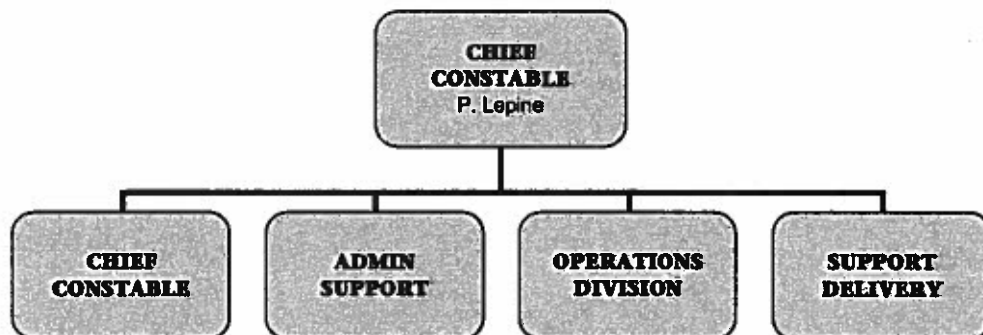 CHIEF
CONSTABLE
P. Lepine
CHIEF
CONSTABLE
ADMIN
SUPPORT
OPERATIONS
DIVISION
SUPPORT
DELIVERY